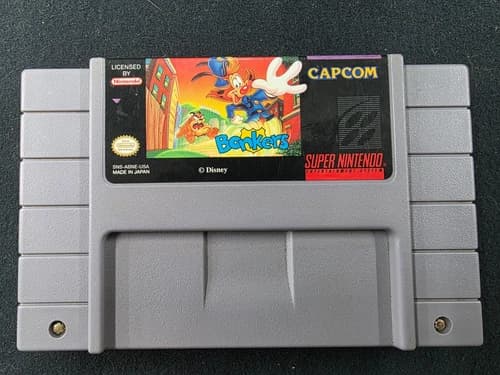 LICENSED
BY
Nintendo
CAPCOM
Bonkers
SNS-ABNE-USA
MADE IN JAPAN
© Disney
SUPER NINTENDO
ENTERTAINMENT SYSTEM